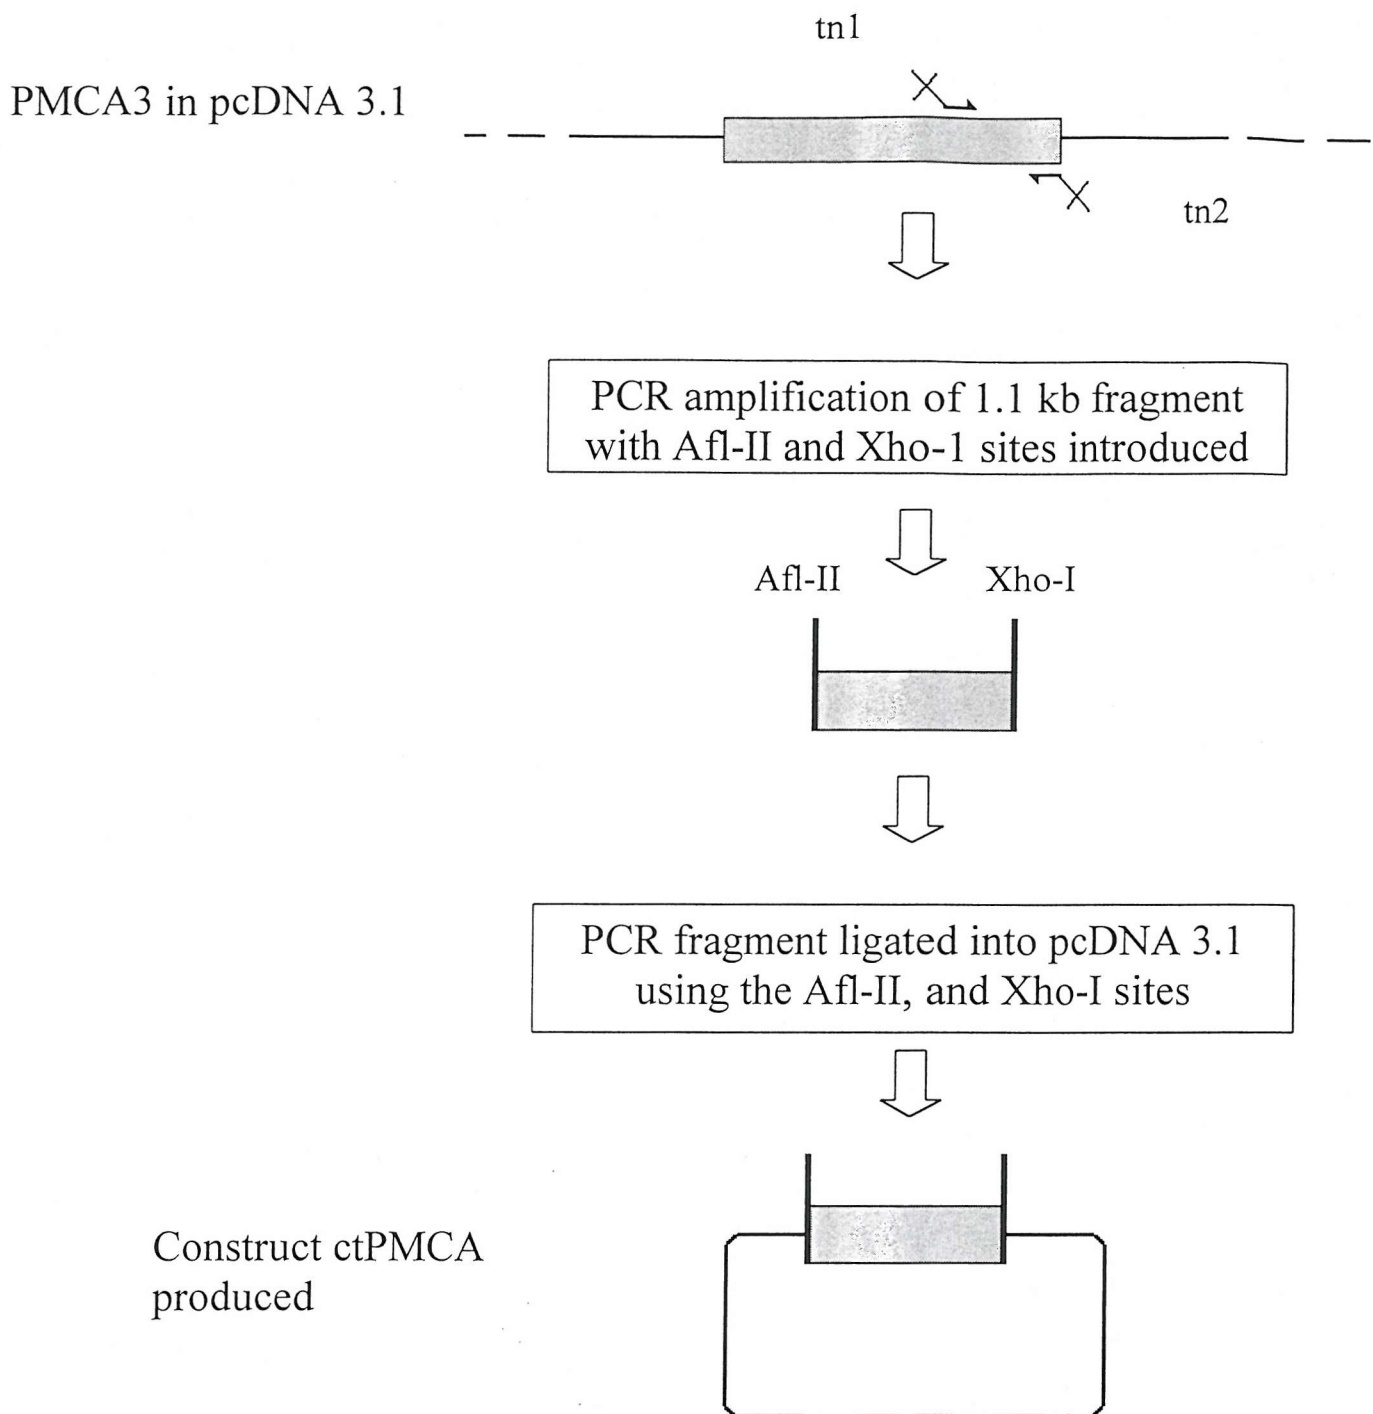 tn1
PMCA3 in pcDNA 3.1
tn2
PCR amplification of 1.1 kb fragment
with Afl-II and Xho-1 sites introduced
Afl-II
Xho-I
PCR fragment ligated into pcDNA 3.1
using the Afl-II, and Xho-I sites
Construct ctPMCA
produced